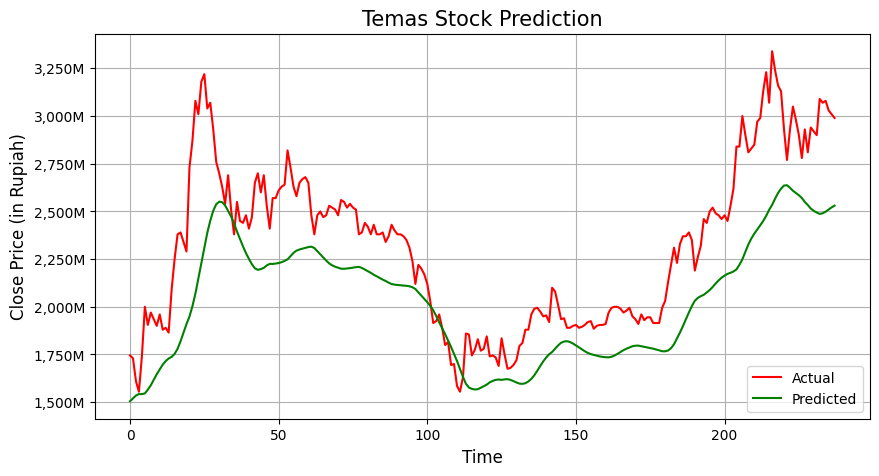 Temas Stock Prediction
Close Price (in Rupiah)
3,250M
3,000M
2,750M
2,500M
2,250M
2,000M
1,750M
1,500M
0
50
100
150
200
Time
Actual
Predicted